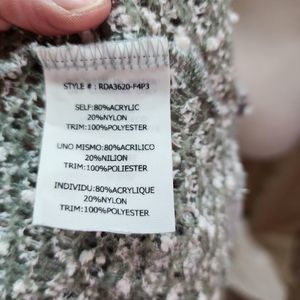 STYLE # : RDA3620-F4P3
SELF:80%ACRYLIC
20%NYLON
TRIM:100%POLYESTER
UNO MISMO:80%ACRILICO
20%NILION
TRIM:100%POLIESTER
INDIVIDU:80%ACRYLIQUE
20%NYLON
TRIM:100%POLYESTER